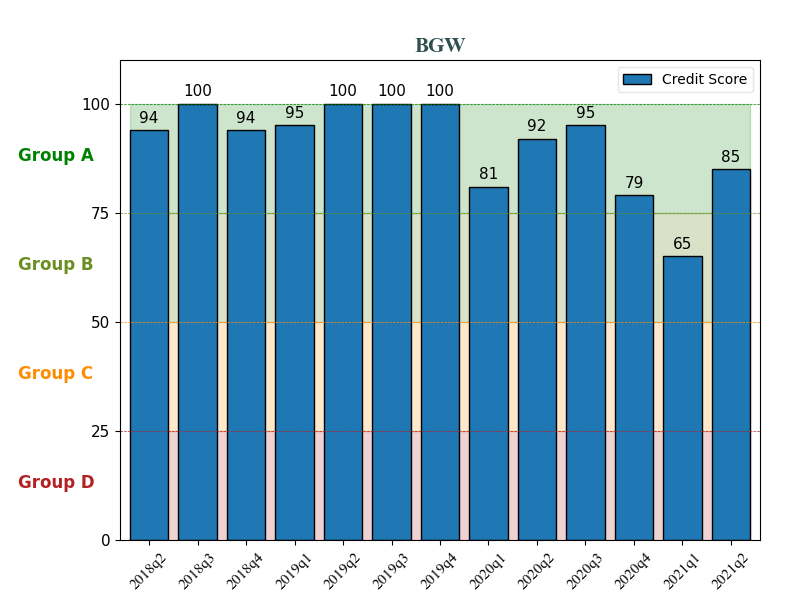 BGW
Credit Score
100
75
50
25
0
Group A
Group B
Group C
Group D
94
100
94
95
100
100
100
81
92
95
79
65
85
2018q2
2018q3
2018q4
2019q1
2019q2
2019q3
2019q4
2020q1
2020q2
2020q3
2020q4
2021q1
2021q2